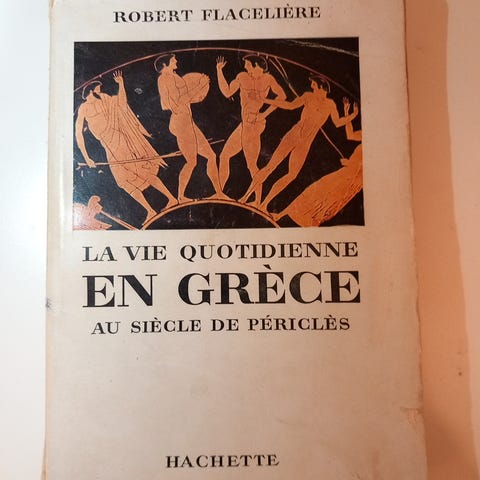 ROBERT FLACELIÈRE
LA VIE QUOTIDIENNE
EN GRÈCE
AU SIÈCLE DE PÉRICLÈS
HACHETTE